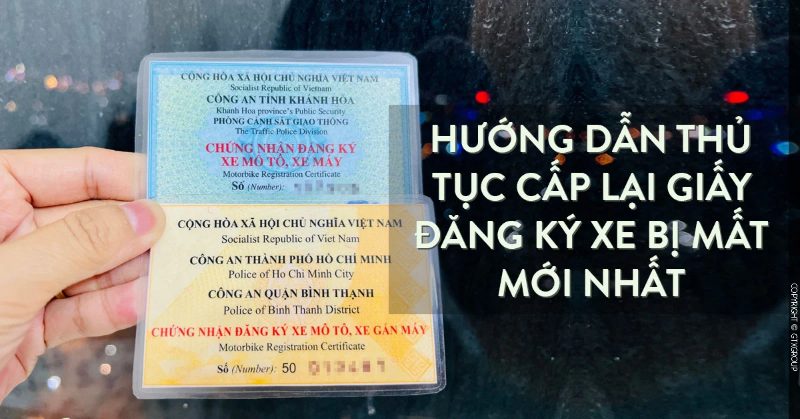 CỘNG HÒA XÃ HỘI CHỦ NGHĨA VIỆT NAM
Socialist Republic of Vietnam
CÔNG AN TỈNH KHÁNH HÒA
Khanh Hoa province's Public Security
PHÒNG CẢNH SÁT GIAO THÔNG
The Traffic Police Division
CHỨNG NHẬN ĐĂNG KÝ
XE MÔ TÔ, XE MÁY
Motorbike Registration Certificate
Số (Number):
CỘNG HÒA XÃ HỘI CHỦ NGHĨA VIỆT NAM
Socialist Republic of Viet Nam
CÔNG AN THÀNH PHỐ HỒ CHÍ MINH
Police of Ho Chi Minh City
CÔNG AN QUẬN BÌNH THẠNH
Police of Binh Thanh District
CHỨNG NHẬN ĐĂNG KÝ XE MÔ TÔ, XE GẮN MÁY
Motorbike Registration Certificate
Số (Number): 50
HƯỚNG DẪN THỦ
TỤC CẤP LẠI GIẤY
ĐĂNG KÝ XE BỊ MẤT
MỚI NHẤT
COPYRIGHT © GTXGROUP